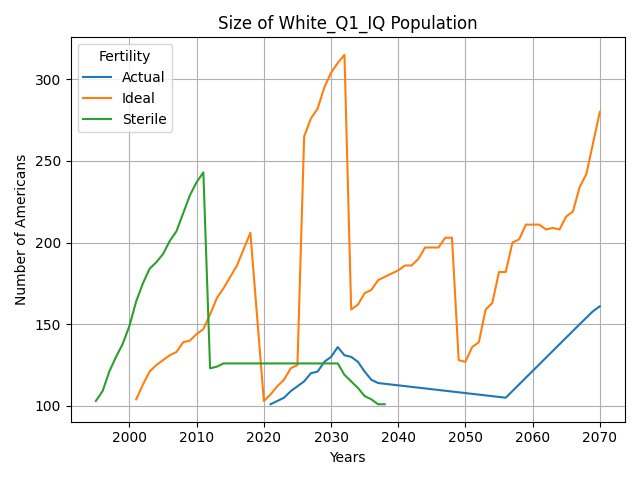 Size of White_Q1_IQ Population
Fertility
Actual
Ideal
Sterile
Number of Americans
300
250
200
150
100
2000 2010 2020 2030 2040 2050 2060 2070
Years